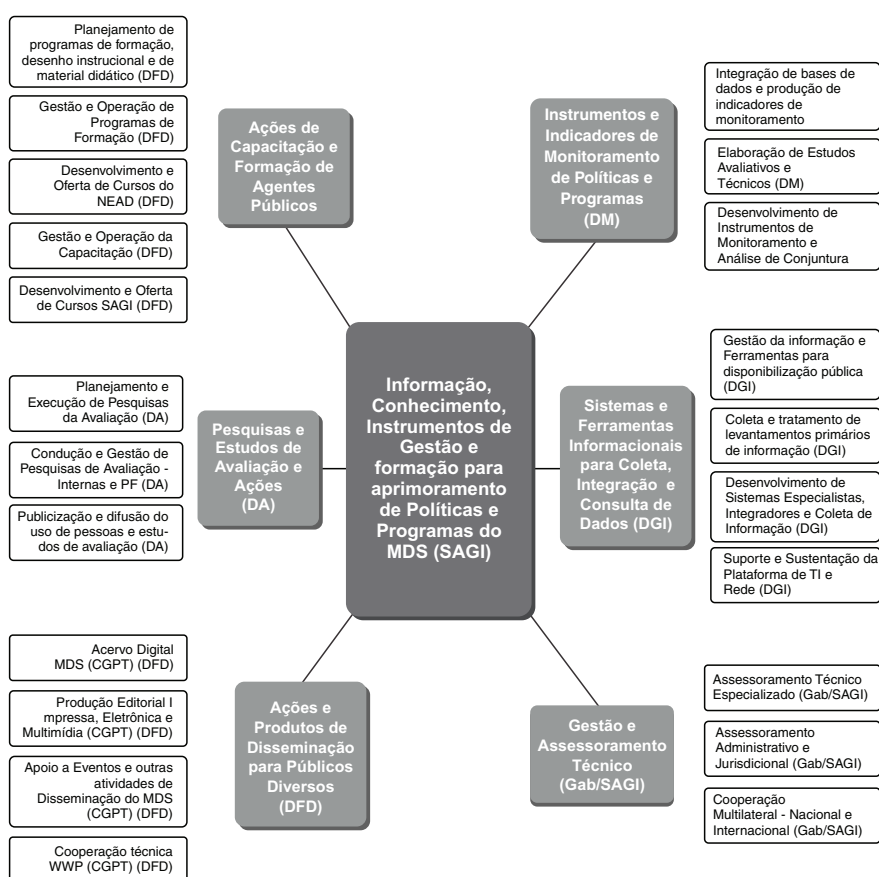 Planejamento de
programas de formação,
desenho instrucional e de
material didático (DFD)
Gestão e Operação de
Programas de
Formação (DFD)
Desenvolvimento e
Oferta de Cursos do
NEAD (DFD)
Gestão e Operação da
Capacitação (DFD)
Desenvolvimento e Oferta
de Cursos SAGI (DFD)
Ações de
Capacitação e
Formação de
Agentes
Públicos
Instrumentos e
Indicadores de
Monitoramento
de Políticas e
Programas
(DM)
Integração de bases de
dados e produção de
indicadores de
monitoramento
Elaboração de Estudos
Avaliativos e
Técnicos (DM)
Desenvolvimento de
Instrumentos de
Monitoramento e
Análise de Conjuntura
Informação,
Conhecimento,
Instrumentos de
Gestão e
formação para
aprimoramento
de Políticas e
Programas do
MDS (SAGI)
Planejamento e
Execução de Pesquisas
da Avaliação (DA)
Condução e Gestão de
Pesquisas de Avaliação -
Internas e PF (DA)
Publicização e difusão do
uso de pessoas e estu-
dos de avaliação (DA)
Pesquisas e
Estudos de
Avaliação e
Ações
(DA)
Sistemas e
Ferramentas
Informacionais
para Coleta,
Integração e
Consulta de
Dados (DGI)
Gestão da informação e
Ferramentas para
disponibilização pública
(DGI)
Coleta e tratamento de
levantamentos primários
de informação (DGI)
Desenvolvimento de
Sistemas Especialistas,
Integradores e Coleta de
Informação (DGI)
Suporte e Sustentação da
Plataforma de TI e
Rede (DGI)
Acervo Digital
MDS (CGPT) (DFD)
Produção Editorial I
mpressa, Eletrônica e
Multimídia (CGPT) (DFD)
Apoio a Eventos e outras
atividades de
Disseminação do MDS
(CGPT) (DFD)
Cooperação técnica
WWP (CGPT) (DFD)
Ações e
Produtos de
Disseminação
para Públicos
Diversos
(DFD)
Gestão e
Assessoramento
Técnico
(Gab/SAGI)
Assessoramento Técnico
Especializado (Gab/SAGI)
Assessoramento
Administrativo e
Jurisdicional (Gab/SAGI)
Cooperação
Multilateral - Nacional e
Internacional (Gab/SAGI)